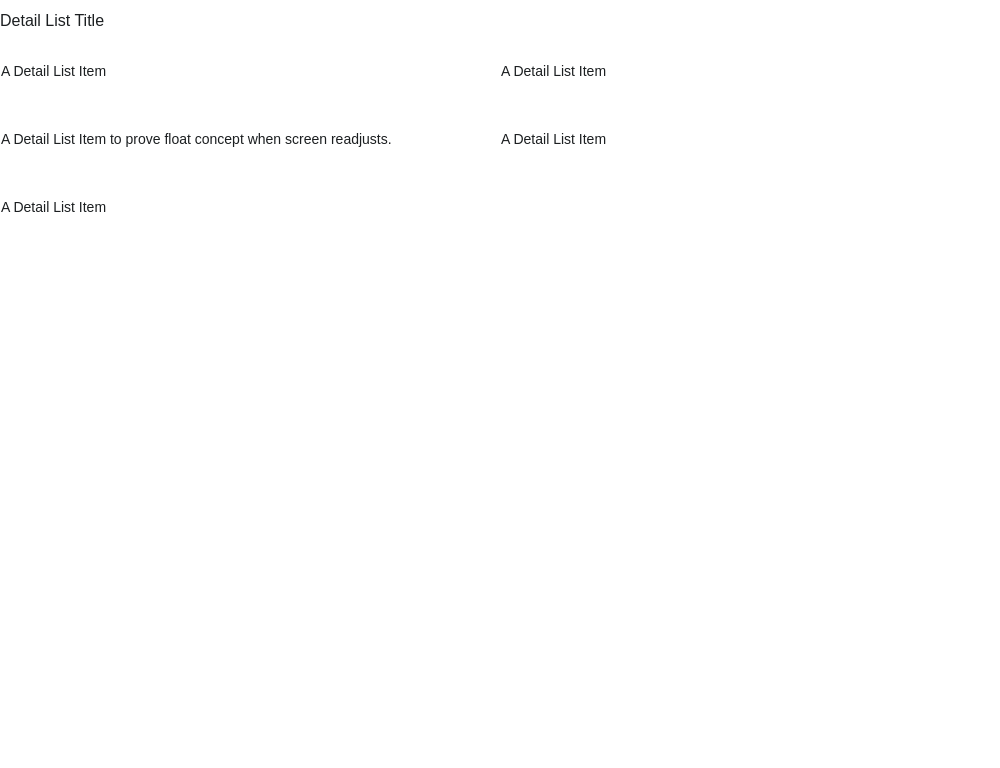 Detail List Title
A Detail List Item
A Detail List Item
A Detail List Item to prove float concept when screen readjusts.
A Detail List Item
A Detail List Item